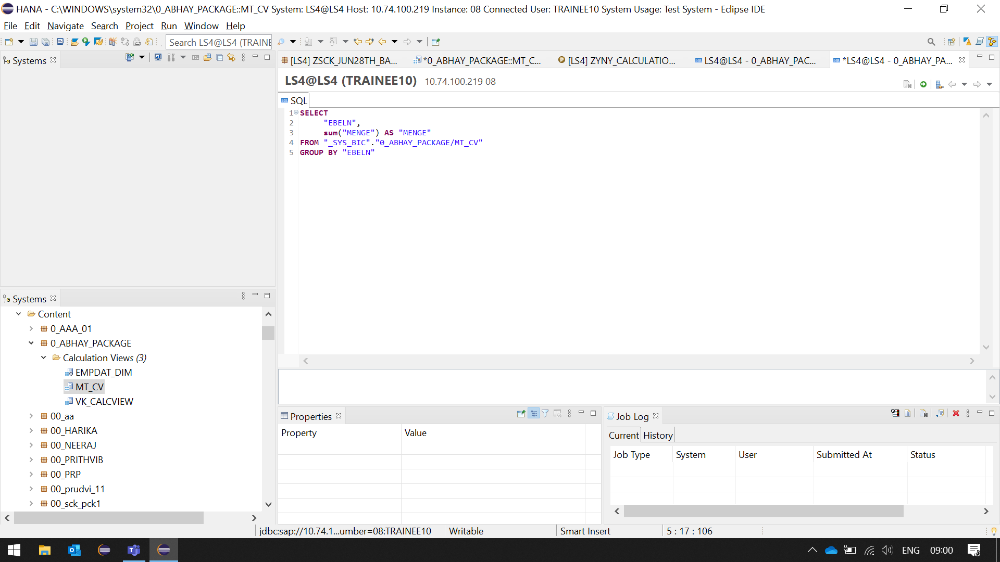 HANA - C:\WINDOWS\system32\0_ABHAY_PACKAGE::MT_CV System: LS4@LS4 Host: 10.74.100.219 Instance: 08 Connected User: TRAINEE10 System Usage: Test System - Eclipse IDE
File Edit Navigate Search Project Run Window Help
Search LS4@LS4 (TRAINE
Systems
[LS4] ZSCK_JUN28TH_BA...
*0_ABHAY_PACKAGE::MT_C...
[LS4] ZYNY_CALCULATIO...
LS4@LS4 - 0_ABHAY_PAC...
*LS4@LS4 - 0_ABHAY_PA...
LS4@LS4 (TRAINEE10) 10.74.100.219 08
SQL
1 SELECT
2 "EBELN",
3 sum("MENGE") AS "MENGE"
4 FROM "_SYS_BIC"."0_ABHAY_PACKAGE/MT_CV"
5 GROUP BY "EBELN"
Systems
Content
0_AAA_01
0_ABHAY_PACKAGE
Calculation Views (3)
EMPDAT_DIM
MT_CV
VK_CALCVIEW
00_aa
00_HARIKA
00_NEERAJ
00_PRITHVIB
00_PRP
00_prudvi_11
00_sck_pck1
Properties
Property Value
Job Log
Current History
Job Type System User Submitted At Status
jdbc:sap://10.74.1...umber=08:TRAINEE10 Writable Smart Insert 5 : 17 : 106
ENG 09:00